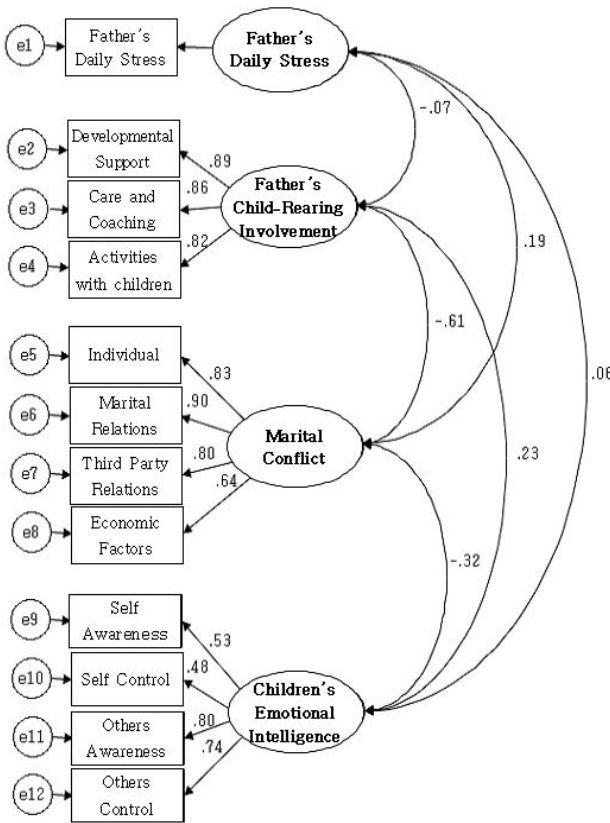 e1
Father's
Daily Stress
Father's
Daily Stress
-.07
e2
Developmental
Support
.89
e3
Care and
Coaching
.86
Father's
Child-Rearing
Involvement
e4
Activities
with children
.82
.19
-.61
e5
Individual
.83
.06
e6
Marital
Relations
.90
Marital
Conflict
e7
Third Party
Relations
.80
.23
e8
Economic
Factors
.64
-.32
e9
Self
Awareness
.53
e10
Self Control
.48
Children's
Emotional
Intelligence
e11
Others
Awareness
.80
e12
Others
Control
.74